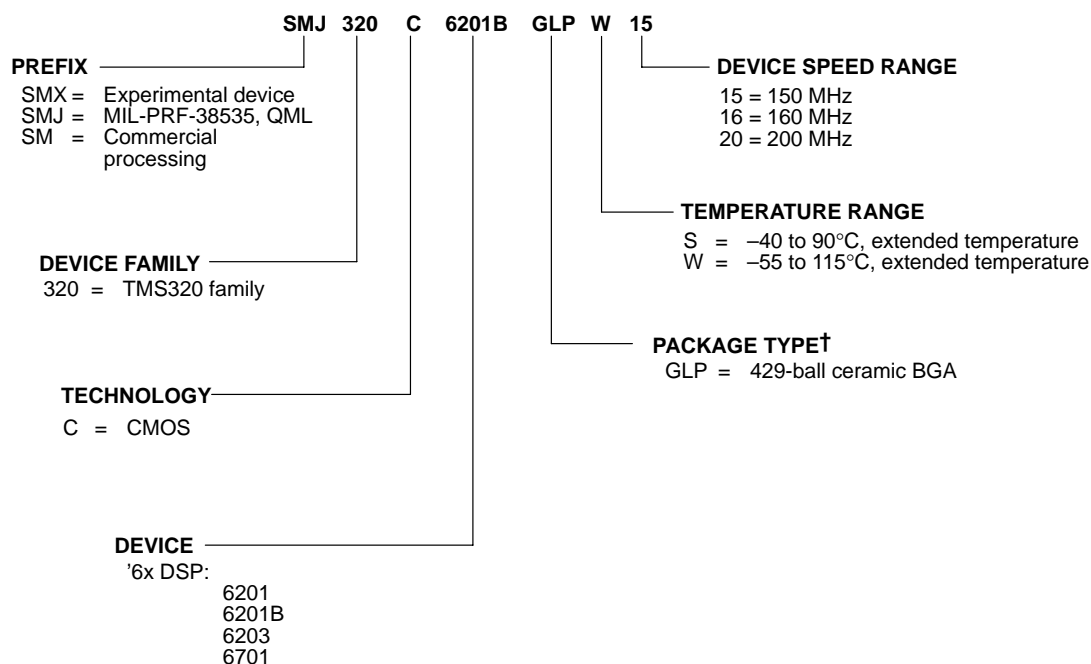 SMJ 320 C 6201B GLP W 15
PREFIX
SMX = Experimental device
SMJ = MIL-PRF-38535, QML
SM = Commercial
processing
DEVICE SPEED RANGE
15 = 150 MHz
16 = 160 MHz
20 = 200 MHz
TEMPERATURE RANGE
S = –40 to 90°C, extended temperature
W = –55 to 115°C, extended temperature
DEVICE FAMILY
320 = TMS320 family
PACKAGE TYPE†
GLP = 429-ball ceramic BGA
TECHNOLOGY
C = CMOS
DEVICE
’6x DSP:
6201
6201B
6203
6701